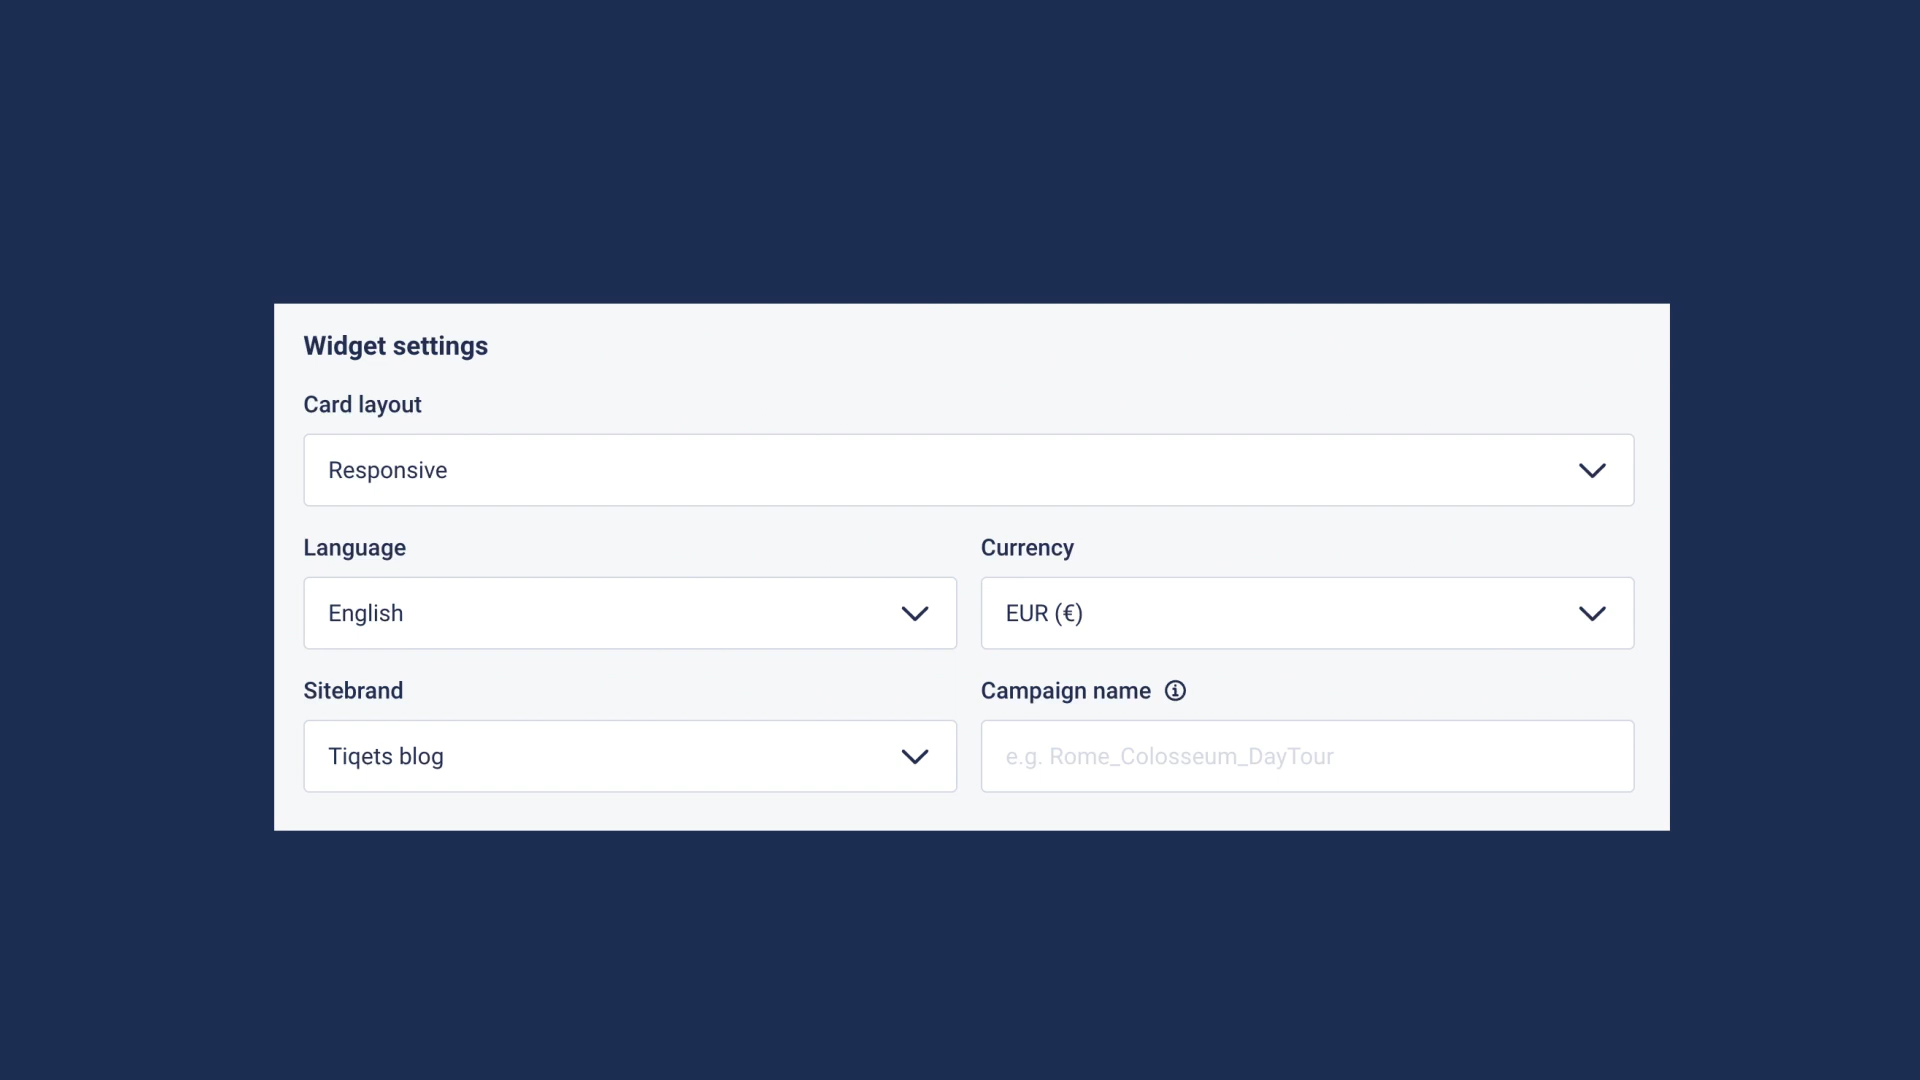 Widget settings
Card layout
Responsive
Language
Currency
English
EUR (€)
Sitebrand
Campaign name
Tiqets blog
e.g. Rome_Colosseum_DayTour